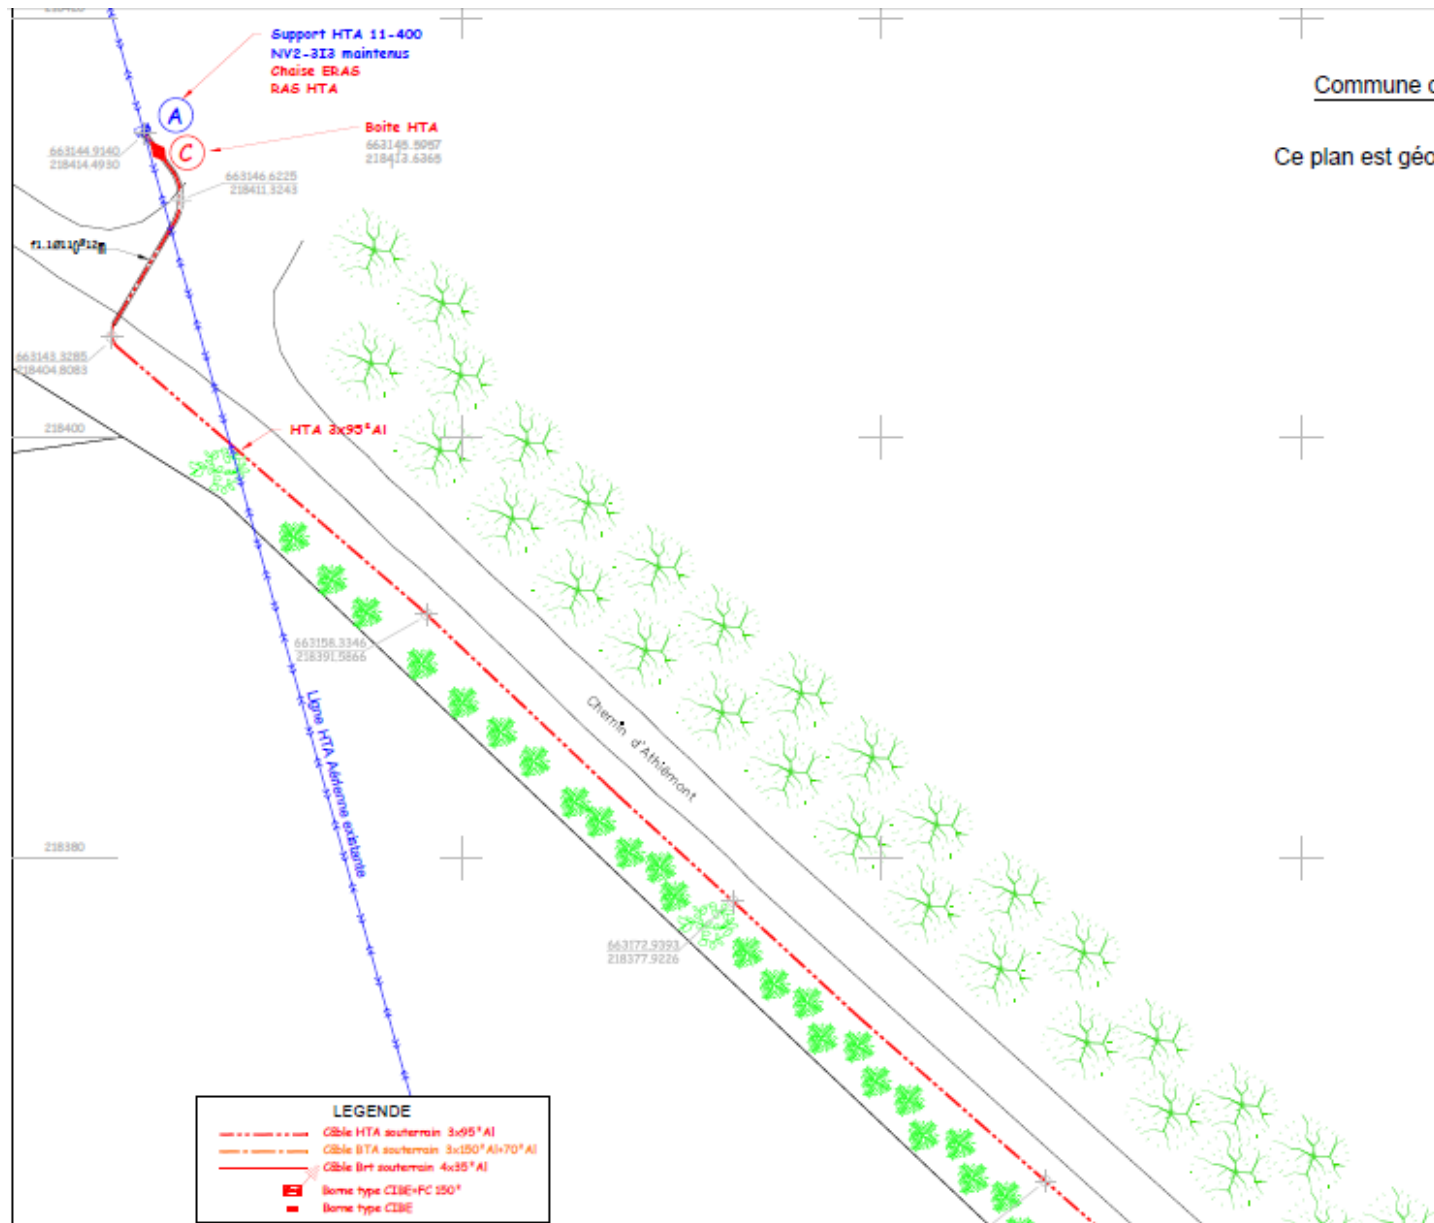 Support HTA 11-400
NV2-3I3 maintenus
Chaise ERAS
RAS HTA
Commune d
A
Boite HTA
663145.5957
218413.6365
C
Ce plan est géo
663144.9140
218414.4930
663146.6225
218411.3243
663143.3285
218404.8083
218400
HTA 3x95²Al
663158.3346
218391.5866
Ligne HTA Aérienne existante
Chemin d'Athiémont
218380
663172.9393
218377.9226
LEGENDE
Câble HTA souterrain 3x95²Al
Câble BTA souterrain 3x150²Al+70²Al
Câble Brt souterrain 4x35²Al
Borne type CIBE+FC 150²
Borne type CIBE